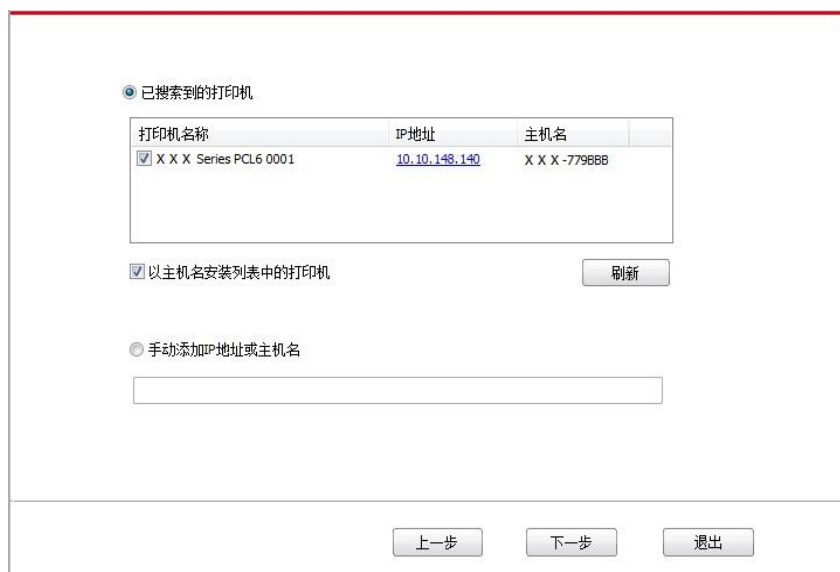 已搜索到的打印机
打印机名称 IP地址 主机名
X X X Series PCL6 0001 10.10.148.140 X X X -779BBB
以主机名安装列表中的打印机 刷新
手动添加IP地址或主机名
上一步 下一步 退出